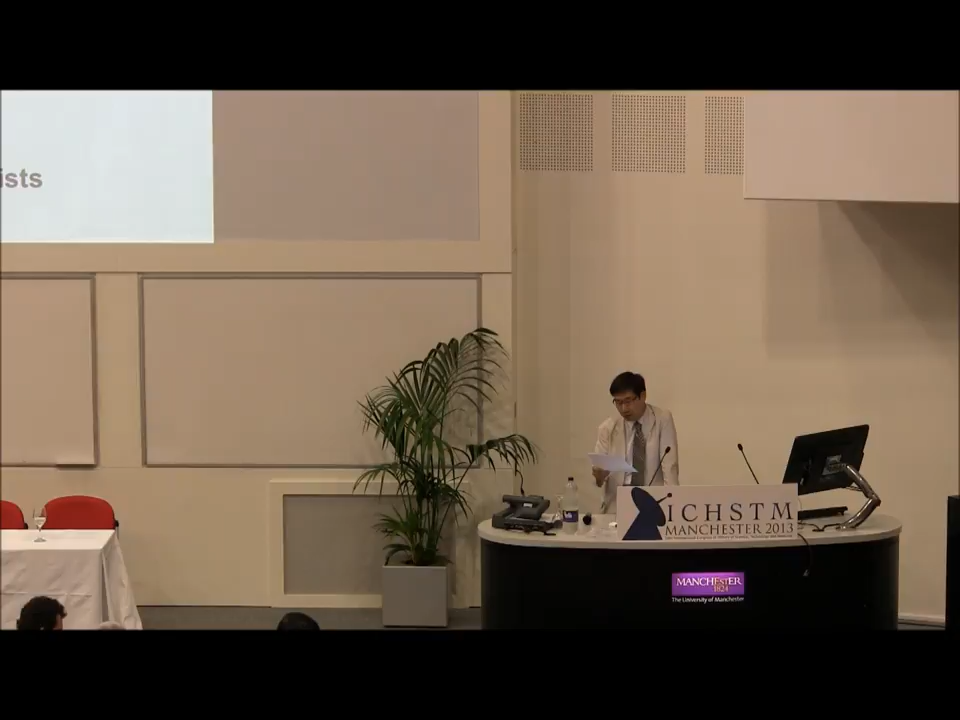 ists
ICHSTM
MANCHESTER 2013
MANCHESTER
1824
The University of Manchester